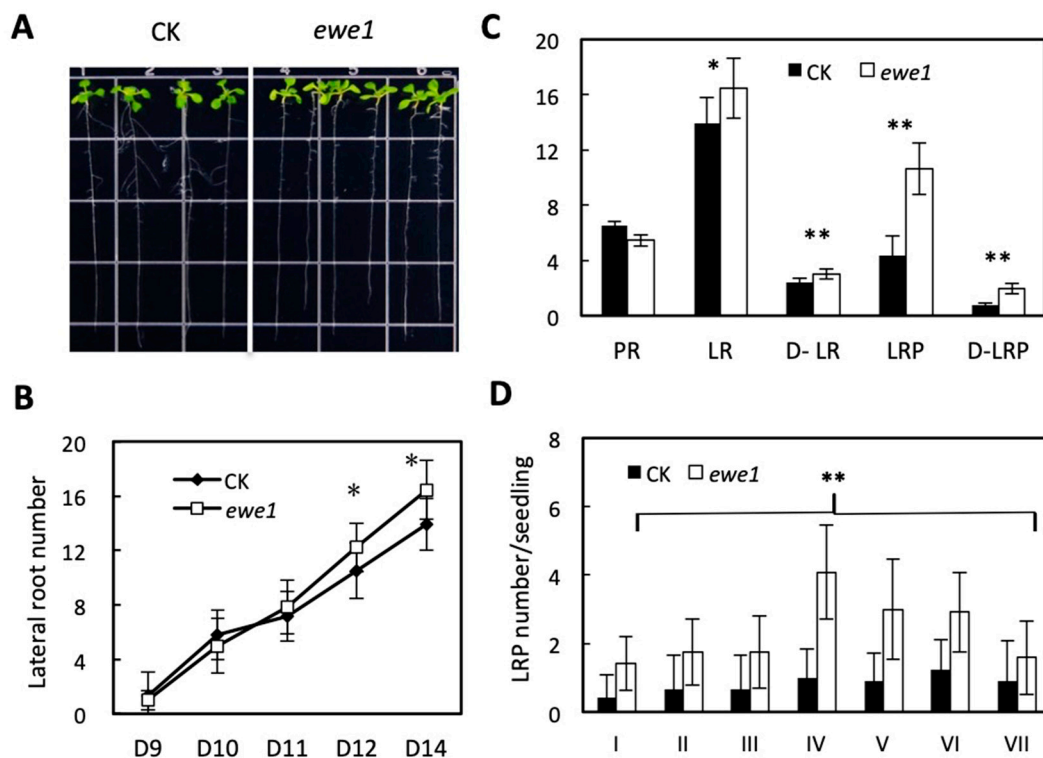 A
CK
ewe1
1 2 3
4 5 6
B
20
16
12
8
4
0
Lateral root number
CK
ewe1
*
*
D9 D10 D11 D12 D14
C
20
16
12
8
4
0
CK
ewe1
*
**
**
**
PR LR D- LR LRP D-LRP
D
8
6
4
2
0
LRP number/seedling
CK
ewe1
**
I II III IV V VI VII